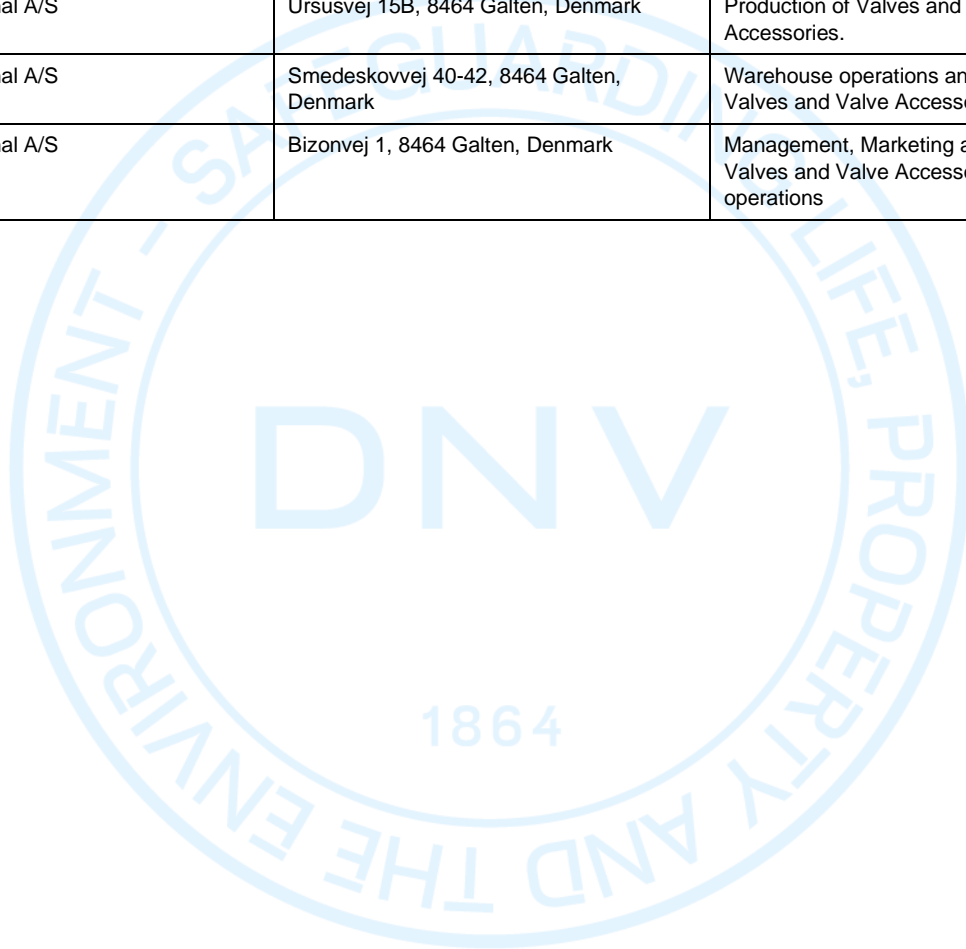 al A/S
Ursusvej 15B, 8464 Galten, Denmark
Production of Valves and
Accessories.
al A/S
Smedeskovvej 40-42, 8464 Galten,
Denmark
Warehouse operations an
Valves and Valve Access
al A/S
Bizonvej 1, 8464 Galten, Denmark
Management, Marketing a
Valves and Valve Access
operations
SAFEGUARDING LIFE, PROPERTY AND THE ENVIRONMENT -
DNV
1864